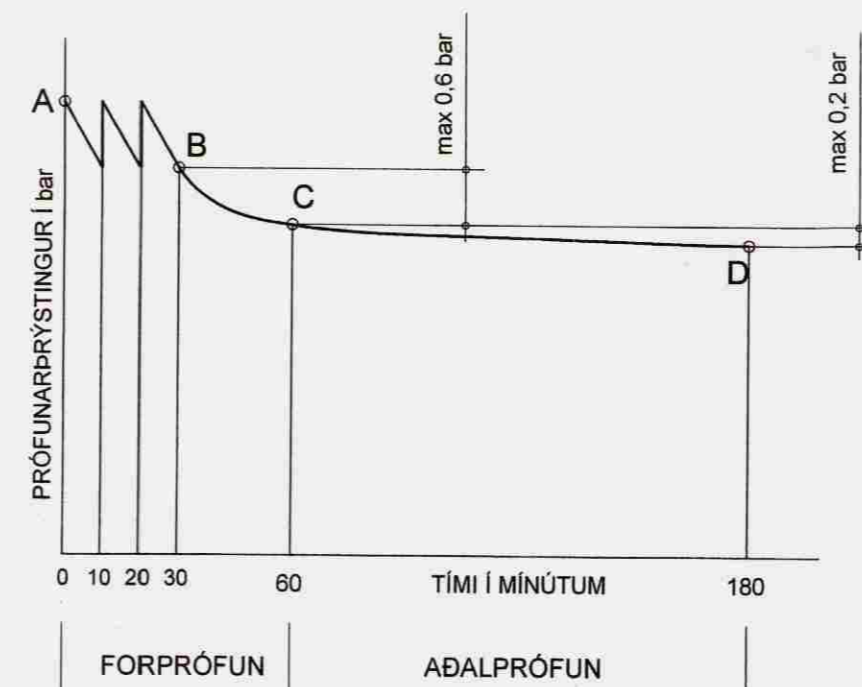 max 0,6 bar
max 0,2 bar
A
B
C
D
PRÓFUNARÞRÝSTINGUR Í bar
0 10 20 30 60 TÍMI Í MÍNÚTUM 180
FORPRÓFUN AÐALPRÓFUN